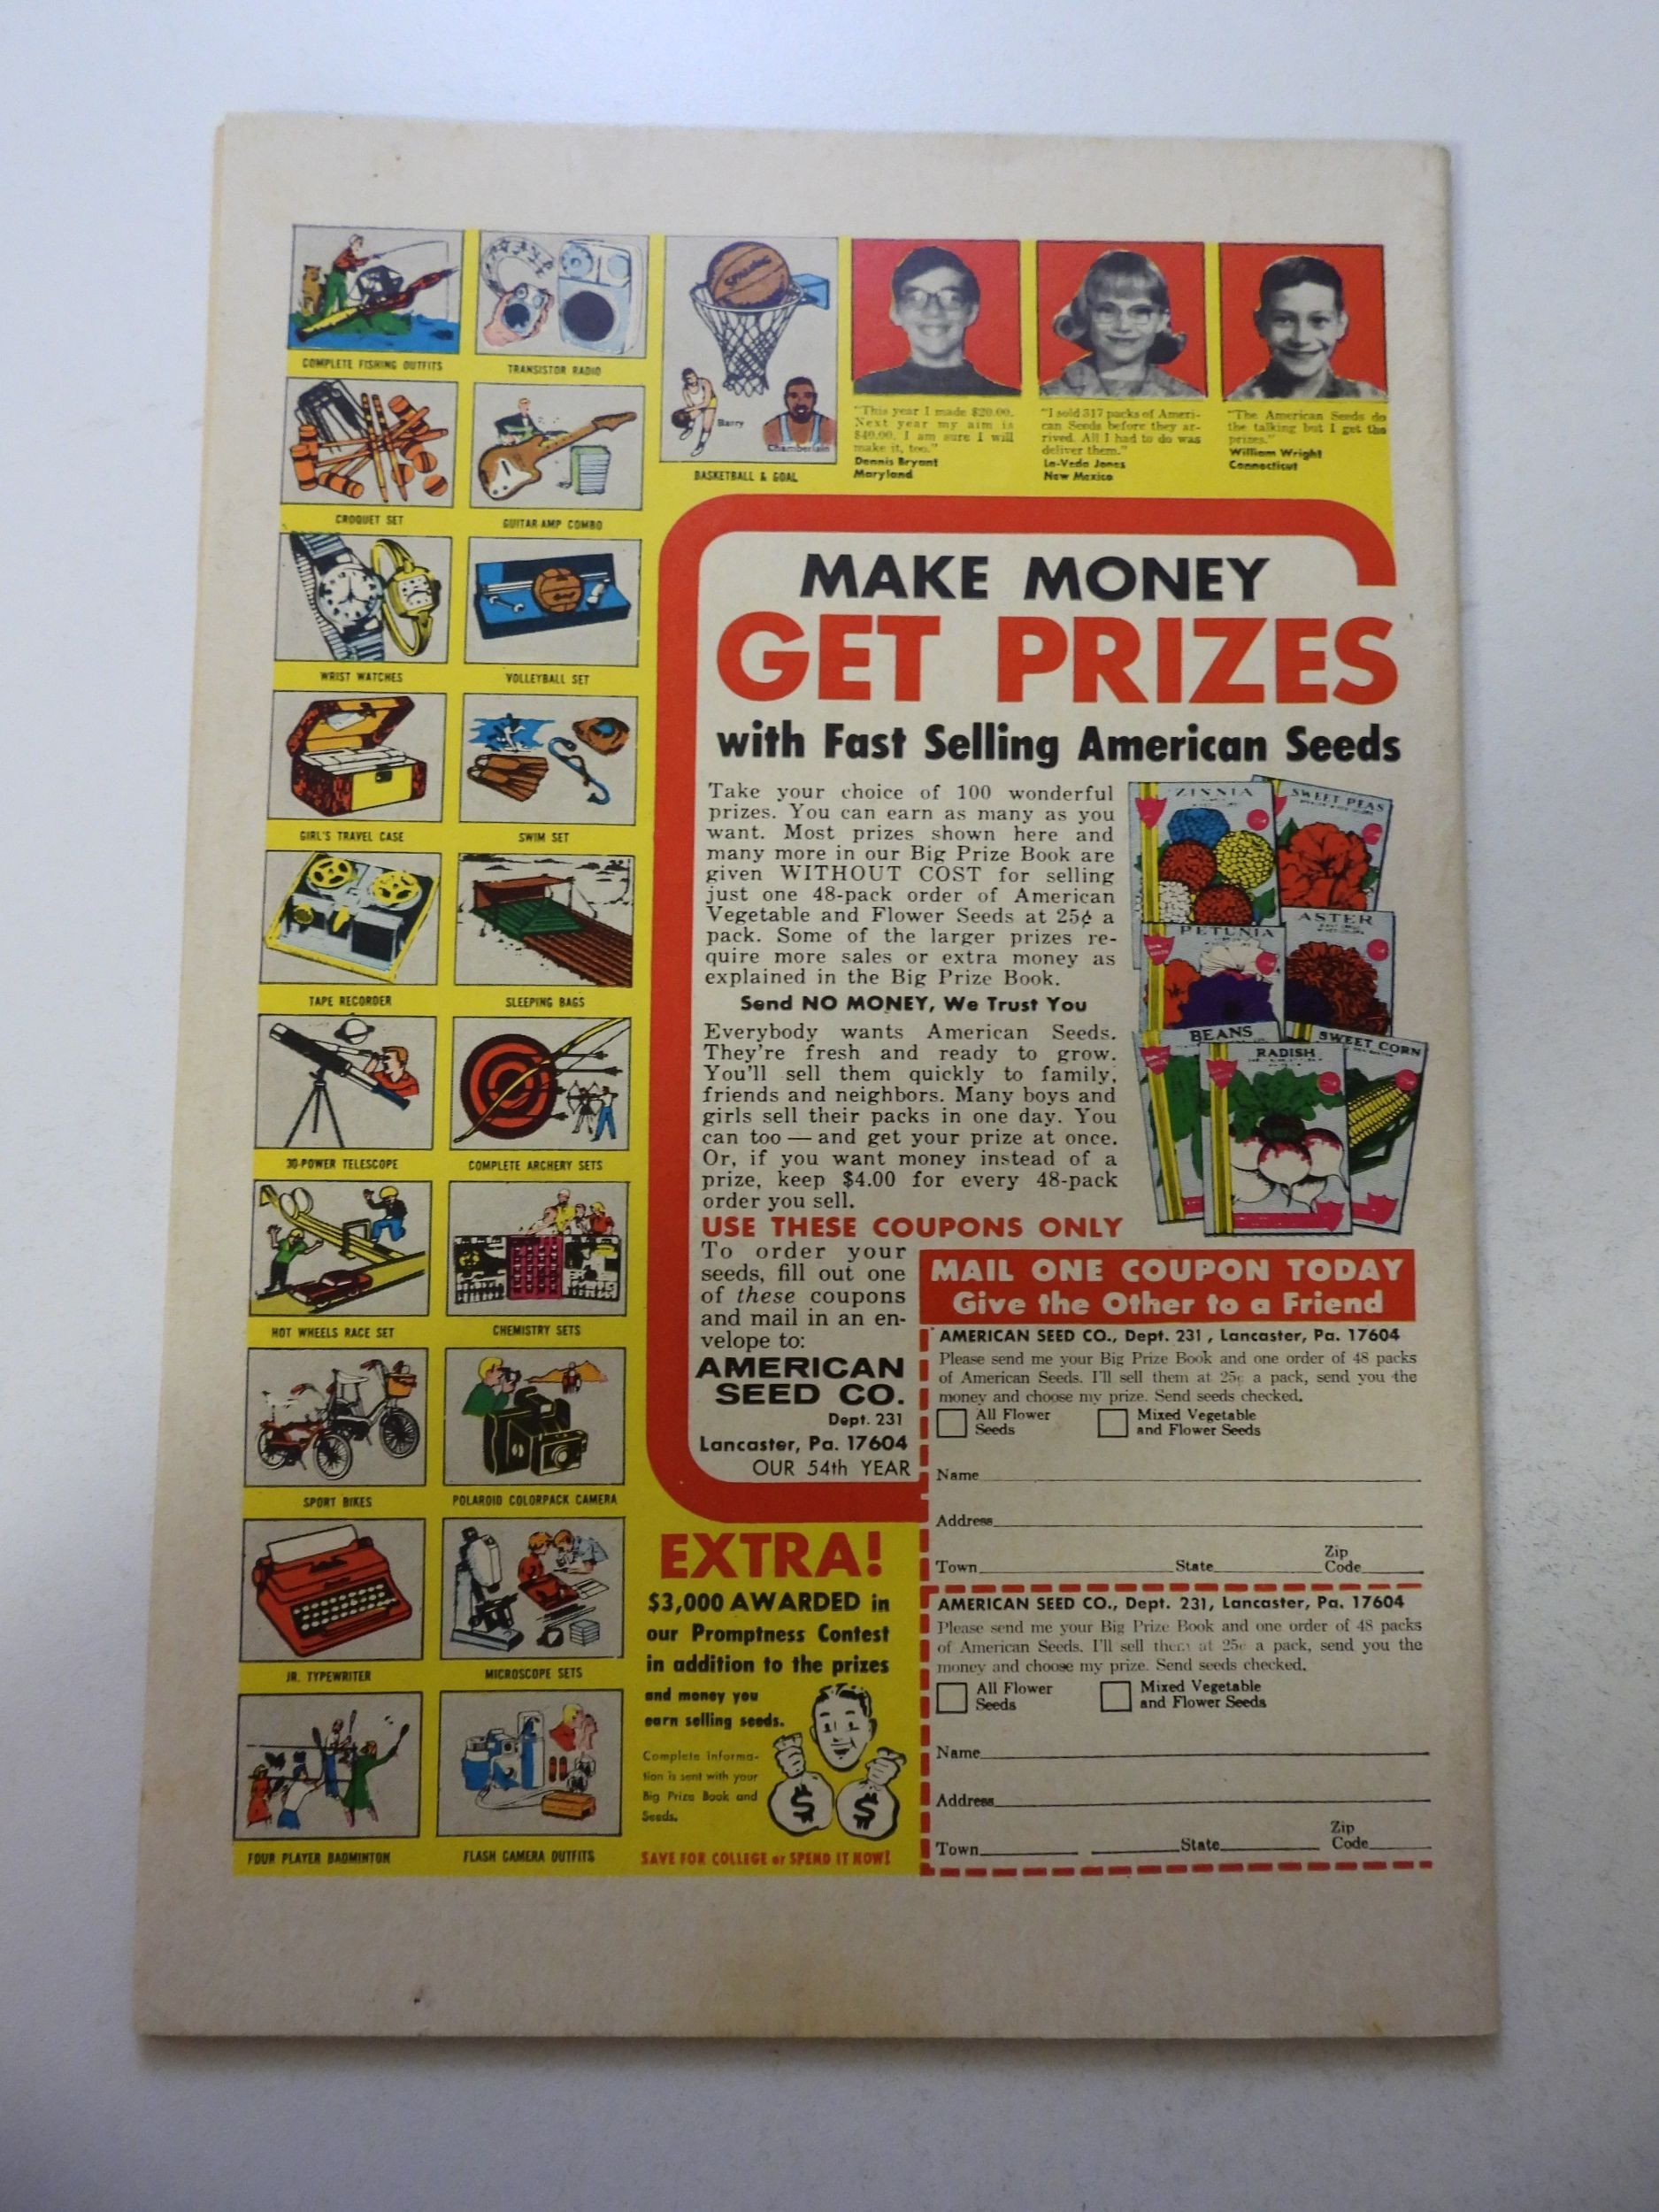 COMPLETE FISHING OUTFITS
TRANSISTOR RADIO
SPALDING
Barry
Chamberlain
BASKETBALL & GOAL
CROQUET SET
GUITAR-AMP COMBO
WRIST WATCHES
VOLLEYBALL SET
GIRL'S TRAVEL CASE
SWIM SET
TAPE RECORDER
SLEEPING BAGS
30-POWER TELESCOPE
COMPLETE ARCHERY SETS
HOT WHEELS RACE SET
CHEMISTRY SETS
SPORT BIKES
POLAROID COLORPACK CAMERA
JR. TYPEWRITER
MICROSCOPE SETS
FOUR PLAYER BADMINTON
FLASH CAMERA OUTFITS
"This year I made $20.00.
Next year my aim is
$40.00. I am sure I will
make it, too."
Dennis Bryant
Maryland
"I sold 317 packs of Ameri-
can Seeds before they ar-
rived. All I had to do was
deliver them."
La-Veda Jones
New Mexico
"The American Seeds do
the talking but I get the
prizes."
William Wright
Connecticut
MAKE MONEY
GET PRIZES
with Fast Selling American Seeds
Take your choice of 100 wonderful
prizes. You can earn as many as you
want. Most prizes shown here and
many more in our Big Prize Book are
given WITHOUT COST for selling
just one 48-pack order of American
Vegetable and Flower Seeds at 25¢ a
pack. Some of the larger prizes re-
quire more sales or extra money as
explained in the Big Prize Book.
Send NO MONEY, We Trust You
Everybody wants American Seeds.
They're fresh and ready to grow.
You'll sell them quickly to family,
friends and neighbors. Many boys and
girls sell their packs in one day. You
can too — and get your prize at once.
Or, if you want money instead of a
prize, keep $4.00 for every 48-pack
order you sell.
ZINNIA
SWEET PEAS
ASTER
PETUNIA
BEANS
SWEET CORN
RADISH
USE THESE COUPONS ONLY
To order your
seeds, fill out one
of these coupons
and mail in an en-
velope to:
AMERICAN
SEED CO.
Dept. 231
Lancaster, Pa. 17604
OUR 54th YEAR
EXTRA!
$3,000 AWARDED in
our Promptness Contest
in addition to the prizes
and money you
earn selling seeds.
Complete Informa-
tion is sent with your
Big Prize Book and
Seeds.
$ $
SAVE FOR COLLEGE or SPEND IT NOW!
MAIL ONE COUPON TODAY
Give the Other to a Friend
AMERICAN SEED CO., Dept. 231, Lancaster, Pa. 17604
Please send me your Big Prize Book and one order of 48 packs
of American Seeds. I'll sell them at 25¢ a pack, send you the
money and choose my prize. Send seeds checked.
All Flower
Seeds
Mixed Vegetable
and Flower Seeds
Name
Address
Town State Zip
Code
AMERICAN SEED CO., Dept. 231, Lancaster, Pa. 17604
Please send me your Big Prize Book and one order of 48 packs
of American Seeds. I'll sell them at 25¢ a pack, send you the
money and choose my prize. Send seeds checked.
All Flower
Seeds
Mixed Vegetable
and Flower Seeds
Name
Address
Town State Zip
Code